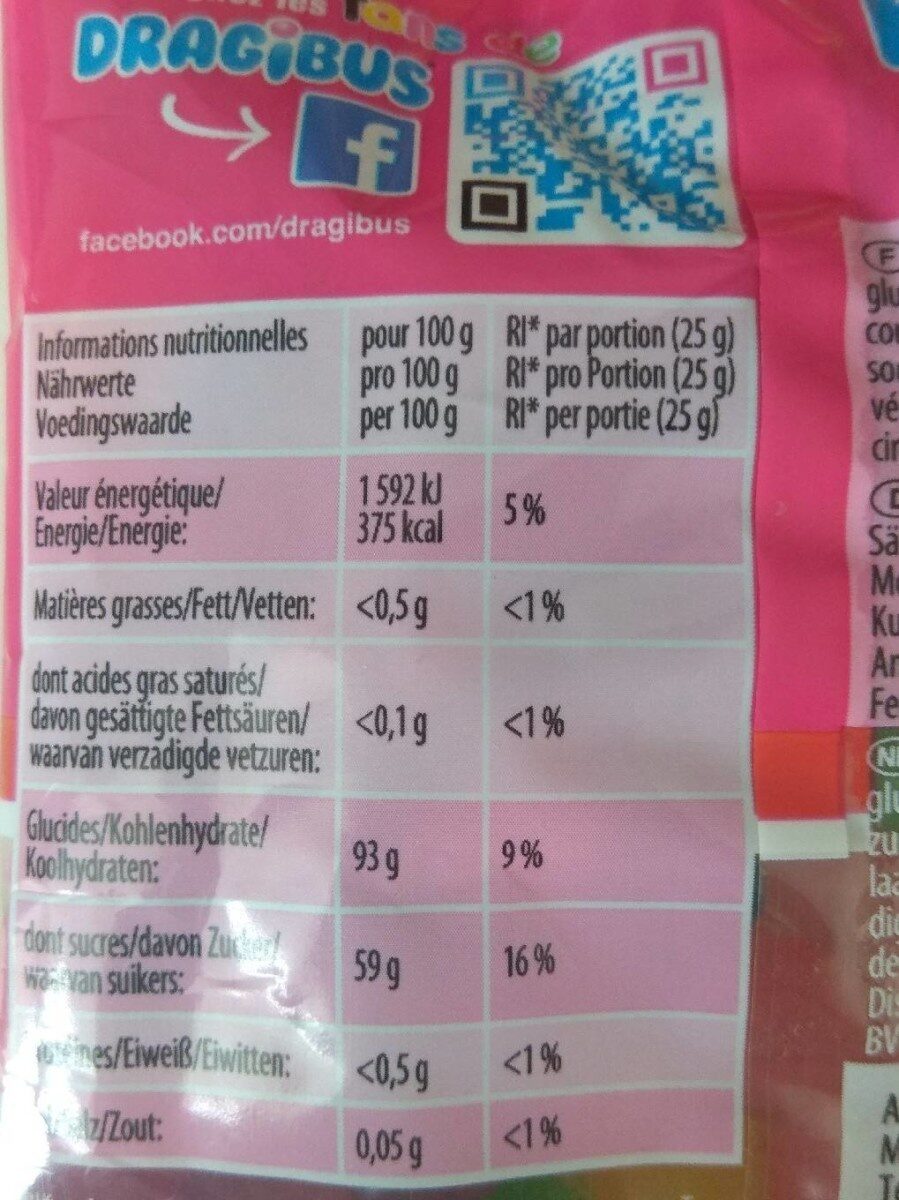 les fans de
DRAGiBUS
f
facebook.com/dragibus
Informations nutritionnelles
Nährwerte
Voedingswaarde
pour 100 g
pro 100 g
per 100 g
RI* par portion (25 g)
RI* pro Portion (25 g)
RI* per portie (25 g)
Valeur énergétique/
Energie/Energie:
1 592 kJ
375 kcal
5 %
Matières grasses/Fett/Vetten:
<0,5 g
<1 %
dont acides gras saturés/
davon gesättigte Fettsäuren/
waarvan verzadigde vetzuren:
<0,1 g
<1 %
Glucides/Kohlenhydrate/
Koolhydraten:
93 g
9 %
dont sucres/davon Zucker/
waarvan suikers:
59 g
16 %
/Eiweiß/Eiwitten:
<0,5 g
<1 %
/Zout:
0,05 g
<1 %
F
NL